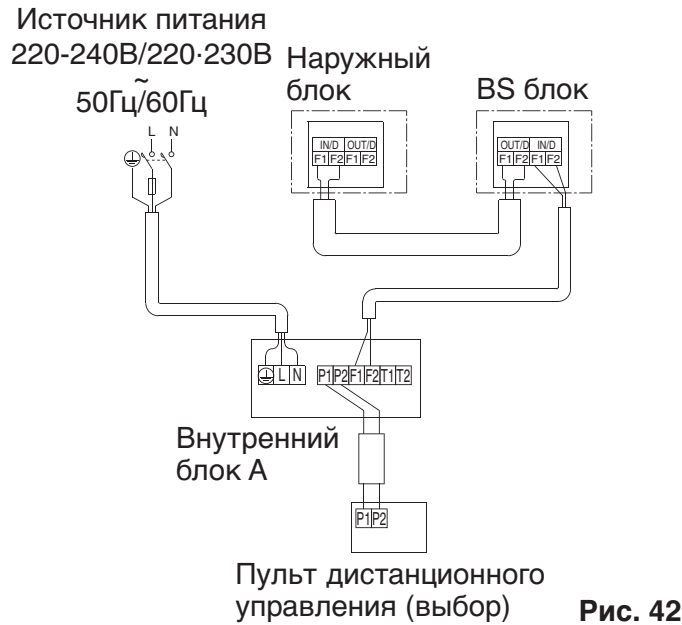 Источник питания
220-240В/220·230В
~
50Гц/60Гц
L N
Наружный
блок
IN/D OUT/D
F1 F2 F1 F2
BS блок
OUT/D IN/D
F1 F2 F1 F2
L N
P1 P2 F1 F2 T1 T2
Внутренний
блок A
P1 P2
Пульт дистанционного
управления (выбор)
Рис. 42